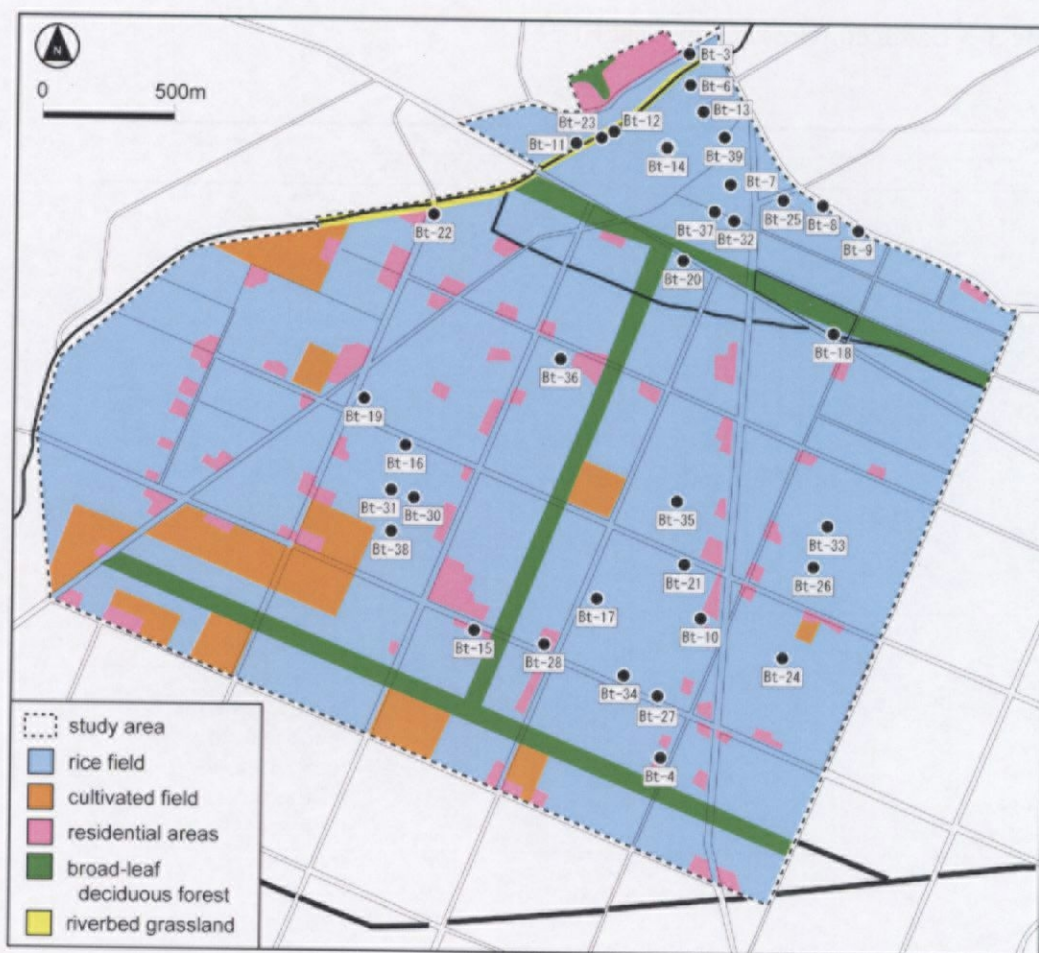 N
0 500m
Bt-3
Bt-6
Bt-13
Bt-23
Bt-12
Bt-11
Bt-14
Bt-39
Bt-7
Bt-22
Bt-37
Bt-32
Bt-25
Bt-8
Bt-9
Bt-20
Bt-18
Bt-36
Bt-19
Bt-16
Bt-31
Bt-30
Bt-35
Bt-38
Bt-33
Bt-21
Bt-26
Bt-17
Bt-10
Bt-15
Bt-28
Bt-24
Bt-34
Bt-27
Bt-4
study area
rice field
cultivated field
residential areas
broad-leaf
deciduous forest
riverbed grassland